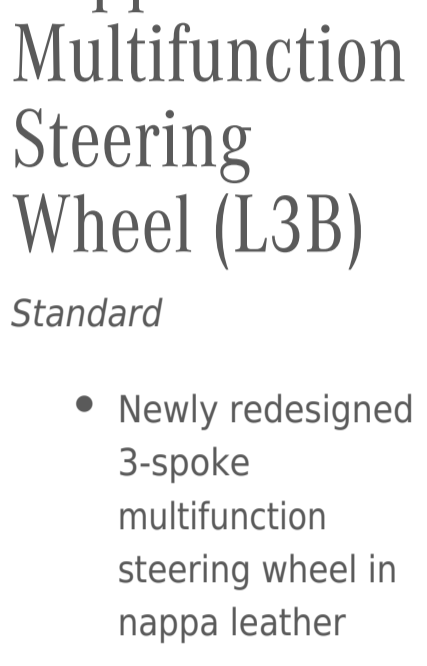 Multifunction
Steering
Wheel (L3B)
Standard
• Newly redesigned
3-spoke
multifunction
steering wheel in
nappa leather